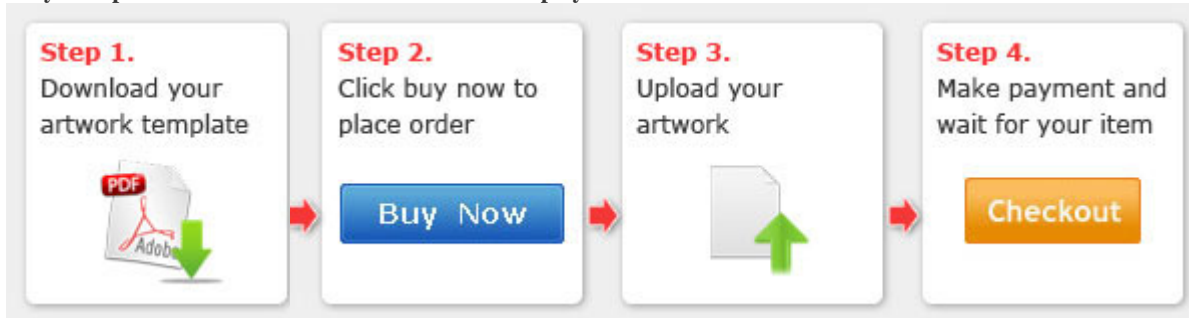 Step 1.
Download your
artwork template
PDF
Adobe
Step 2.
Click buy now to
place order
Buy Now
Step 3.
Upload your
artwork
Step 4.
Make payment and
wait for your item
Checkout